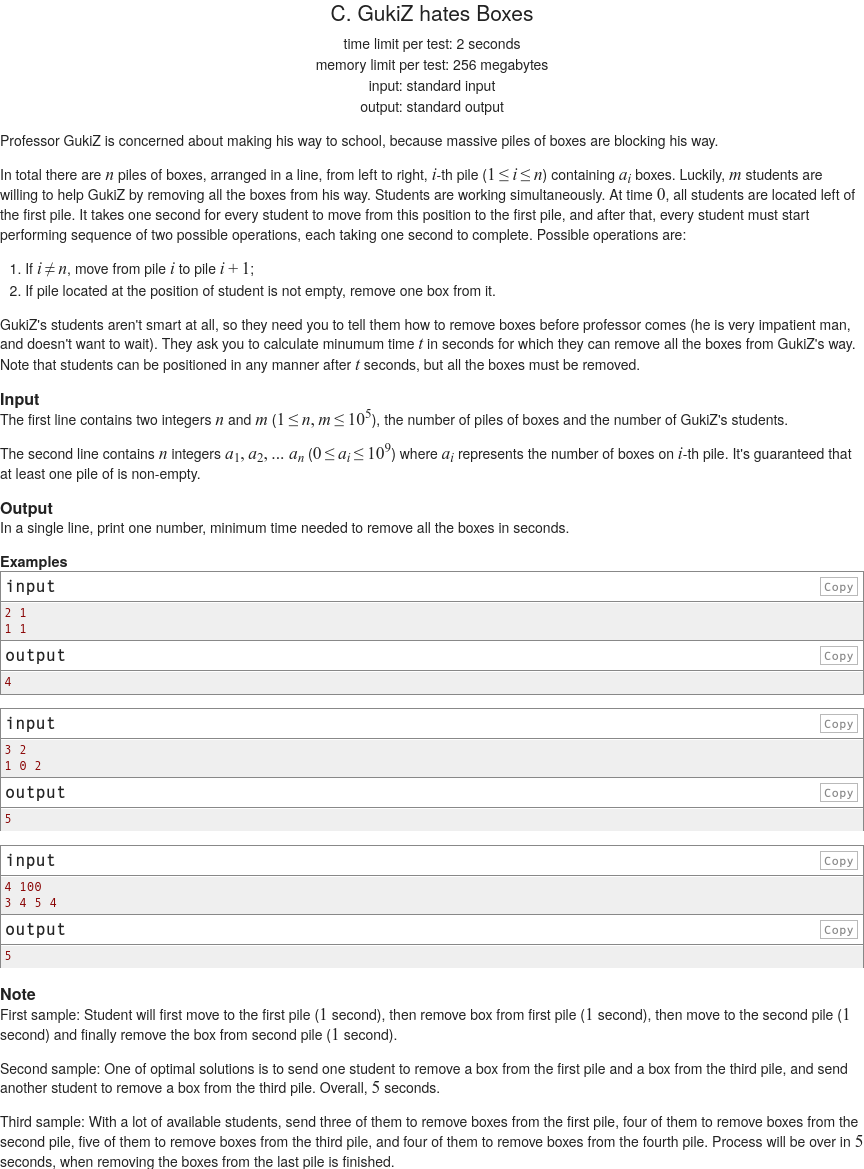 C. GukiZ hates Boxes
time limit per test: 2 seconds
memory limit per test: 256 megabytes
input: standard input
output: standard output
Professor GukiZ is concerned about making his way to school, because massive piles of boxes are blocking his way.
In total there are n piles of boxes, arranged in a line, from left to right, i-th pile (1 ≤ i ≤ n) containing a_i boxes. Luckily, m students are
willing to help GukiZ by removing all the boxes from his way. Students are working simultaneously. At time 0, all students are located left of
the first pile. It takes one second for every student to move from this position to the first pile, and after that, every student must start
performing sequence of two possible operations, each taking one second to complete. Possible operations are:
1. If i ≠ n, move from pile i to pile i + 1;
2. If pile located at the position of student is not empty, remove one box from it.
GukiZ's students aren't smart at all, so they need you to tell them how to remove boxes before professor comes (he is very impatient man,
and doesn't want to wait). They ask you to calculate minumum time t in seconds for which they can remove all the boxes from GukiZ's way.
Note that students can be positioned in any manner after t seconds, but all the boxes must be removed.
Input
The first line contains two integers n and m (1 ≤ n, m ≤ 10^5), the number of piles of boxes and the number of GukiZ's students.
The second line contains n integers a_1, a_2, ... a_n (0 ≤ a_i ≤ 10^9) where a_i represents the number of boxes on i-th pile. It's guaranteed that
at least one pile of is non-empty.
Output
In a single line, print one number, minimum time needed to remove all the boxes in seconds.
Examples
input Copy
2 1
1 1
output Copy
4
input Copy
3 2
1 0 2
output Copy
5
input Copy
4 100
3 4 5 4
output Copy
5
Note
First sample: Student will first move to the first pile (1 second), then remove box from first pile (1 second), then move to the second pile (1
second) and finally remove the box from second pile (1 second).
Second sample: One of optimal solutions is to send one student to remove a box from the first pile and a box from the third pile, and send
another student to remove a box from the third pile. Overall, 5 seconds.
Third sample: With a lot of available students, send three of them to remove boxes from the first pile, four of them to remove boxes from the
second pile, five of them to remove boxes from the third pile, and four of them to remove boxes from the fourth pile. Process will be over in 5
seconds, when removing the boxes from the last pile is finished.